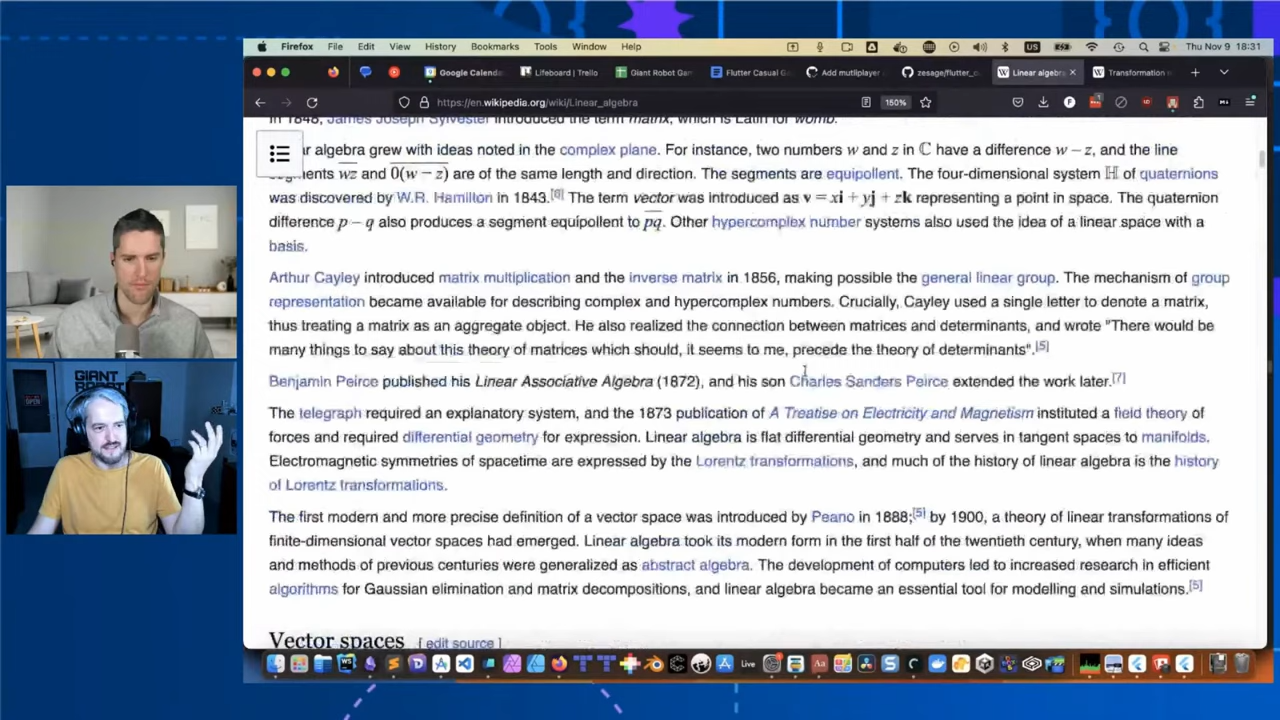 Firefox File Edit View History Bookmarks Tools Window Help US Thu Nov 9 18:31
Google Calenda Lifeboard | Trello Giant Robot Gam Flutter Casual G Add mutliplayer zesage/flutter_c Linear algebra Transformation
https://en.wikipedia.org/wiki/Linear_algebra 150%
In 1848, James Joseph Sylvester introduced the term matrix, which is Latin for womb.
r algebra grew with ideas noted in the complex plane. For instance, two numbers w and z in ℂ have a difference w – z, and the line
segments wz and 0(w − z) are of the same length and direction. The segments are equipollent. The four-dimensional system ℍ of quaternions
was discovered by W.R. Hamilton in 1843.[6] The term vector was introduced as v = xi + yj + zk representing a point in space. The quaternion
difference p – q also produces a segment equipollent to pq. Other hypercomplex number systems also used the idea of a linear space with a
basis.
Arthur Cayley introduced matrix multiplication and the inverse matrix in 1856, making possible the general linear group. The mechanism of group
representation became available for describing complex and hypercomplex numbers. Crucially, Cayley used a single letter to denote a matrix,
thus treating a matrix as an aggregate object. He also realized the connection between matrices and determinants, and wrote "There would be
many things to say about this theory of matrices which should, it seems to me, precede the theory of determinants".[5]
Benjamin Peirce published his Linear Associative Algebra (1872), and his son Charles Sanders Peirce extended the work later.[7]
The telegraph required an explanatory system, and the 1873 publication of A Treatise on Electricity and Magnetism instituted a field theory of
forces and required differential geometry for expression. Linear algebra is flat differential geometry and serves in tangent spaces to manifolds.
Electromagnetic symmetries of spacetime are expressed by the Lorentz transformations, and much of the history of linear algebra is the history
of Lorentz transformations.
The first modern and more precise definition of a vector space was introduced by Peano in 1888;[5] by 1900, a theory of linear transformations of
finite-dimensional vector spaces had emerged. Linear algebra took its modern form in the first half of the twentieth century, when many ideas
and methods of previous centuries were generalized as abstract algebra. The development of computers led to increased research in efficient
algorithms for Gaussian elimination and matrix decompositions, and linear algebra became an essential tool for modelling and simulations.[5]
Vector spaces [ edit source ]
Live
GIANT
ROBOT
OPEN